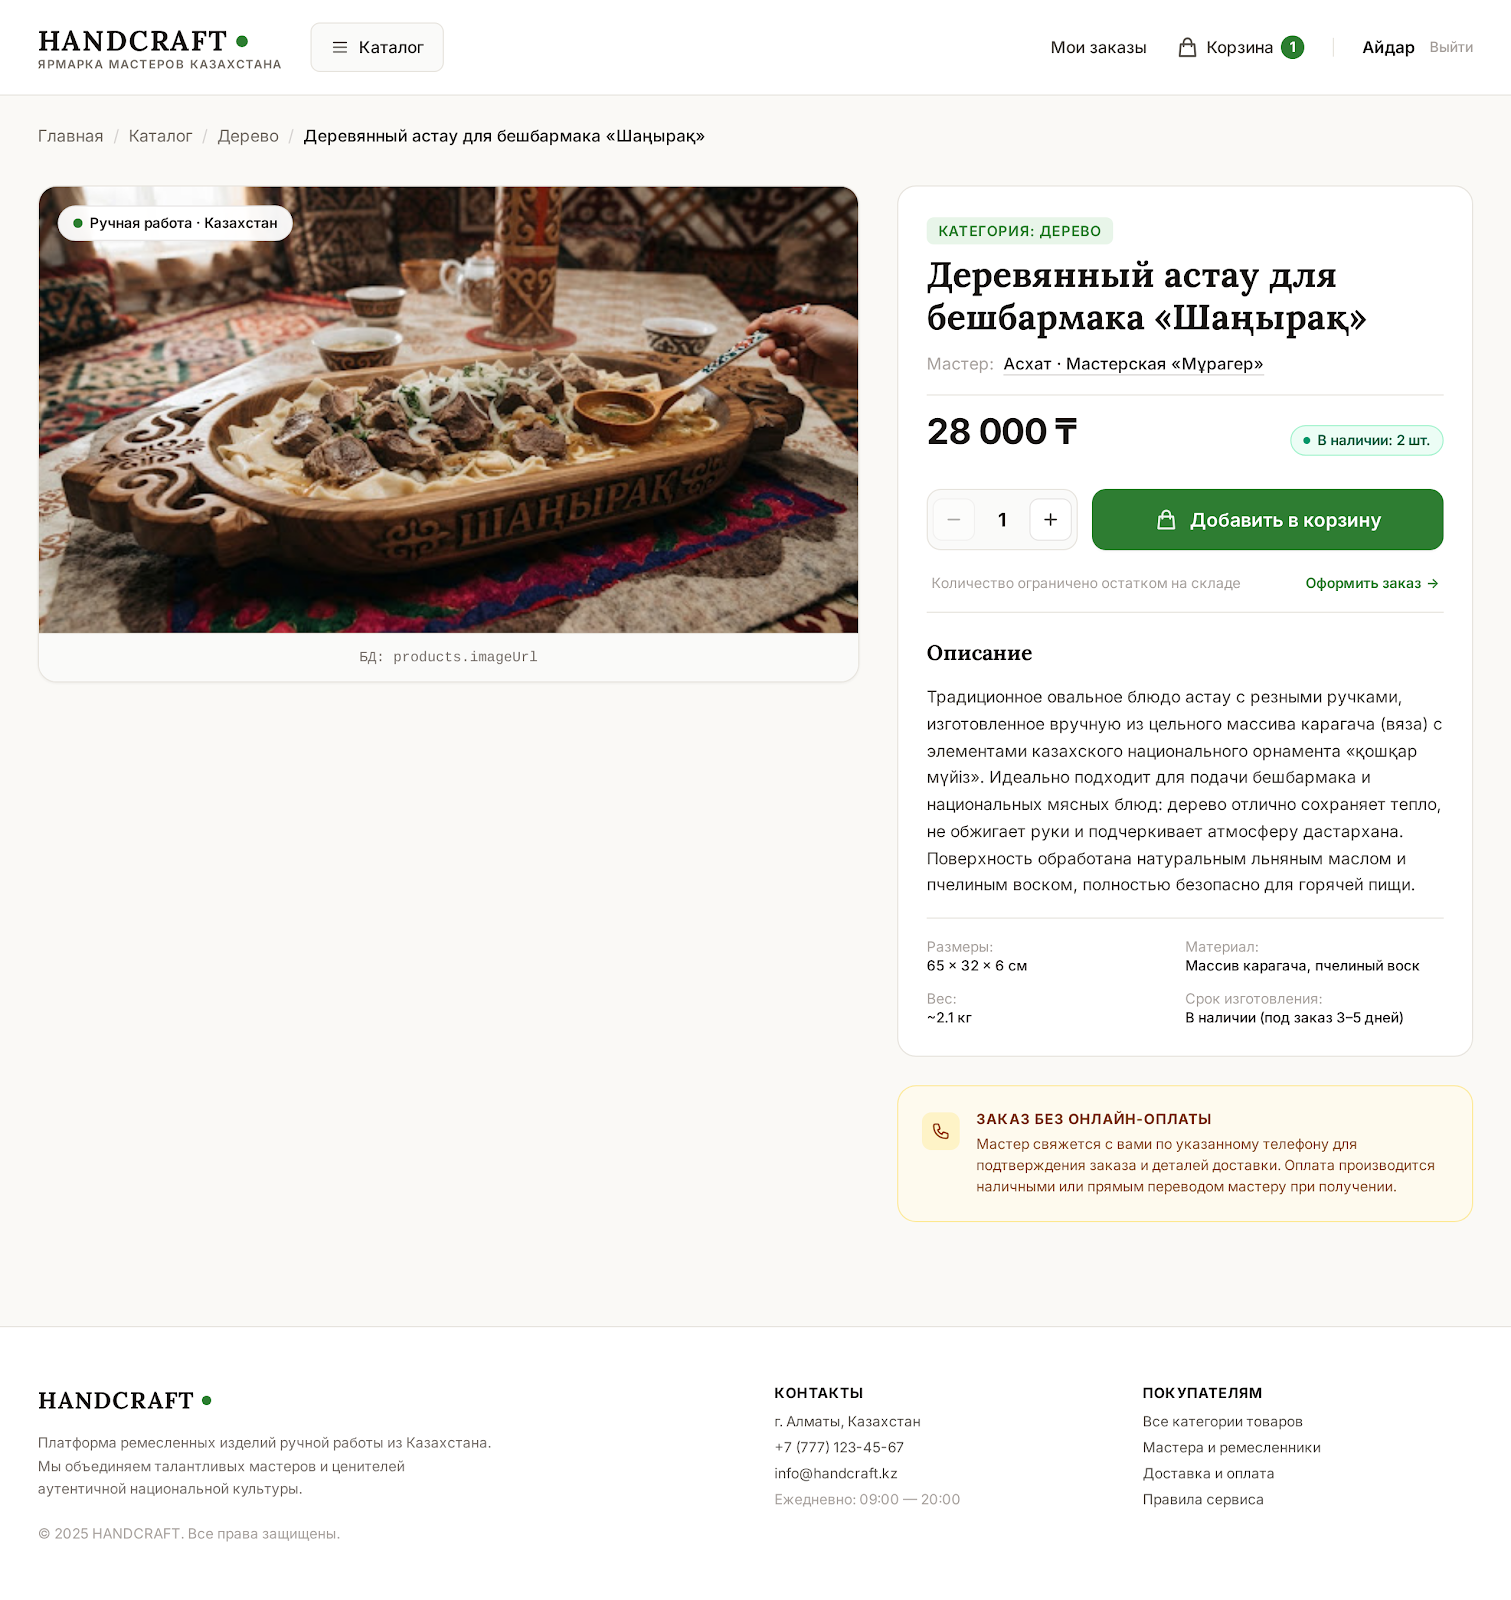 HANDCRAFT
ЯРМАРКА МАСТЕРОВ КАЗАХСТАНА
Каталог
Мои заказы
Корзина 1
Айдар
Выйти
Главная / Каталог / Дерево / Деревянный астау для бешбармака «Шаңырақ»
Ручная работа · Казахстан
ШАҢЫРАҚ
БД: products.imageUrl
КАТЕГОРИЯ: ДЕРЕВО
Деревянный астау для
бешбармака «Шаңырақ»
Мастер: Асхат · Мастерская «Мұрагер»
28 000 ₸
В наличии: 2 шт.
− 1 +
Добавить в корзину
Количество ограничено остатком на складе
Оформить заказ →
Описание
Традиционное овальное блюдо астау с резными ручками,
изготовленное вручную из цельного массива карагача (вяза) с
элементами казахского национального орнамента «қошқар
мүйіз». Идеально подходит для подачи бешбармака и
национальных мясных блюд: дерево отлично сохраняет тепло,
не обжигает руки и подчеркивает атмосферу дастархана.
Поверхность обработана натуральным льняным маслом и
пчелиным воском, полностью безопасно для горячей пищи.
Размеры:
65 × 32 × 6 см
Материал:
Массив карагача, пчелиный воск
Вес:
~2.1 кг
Срок изготовления:
В наличии (под заказ 3–5 дней)
ЗАКАЗ БЕЗ ОНЛАЙН-ОПЛАТЫ
Мастер свяжется с вами по указанному телефону для
подтверждения заказа и деталей доставки. Оплата производится
наличными или прямым переводом мастеру при получении.
HANDCRAFT
Платформа ремесленных изделий ручной работы из Казахстана.
Мы объединяем талантливых мастеров и ценителей
аутентичной национальной культуры.
© 2025 HANDCRAFT. Все права защищены.
КОНТАКТЫ
г. Алматы, Казахстан
+7 (777) 123-45-67
info@handcraft.kz
Ежедневно: 09:00 — 20:00
ПОКУПАТЕЛЯМ
Все категории товаров
Мастера и ремесленники
Доставка и оплата
Правила сервиса